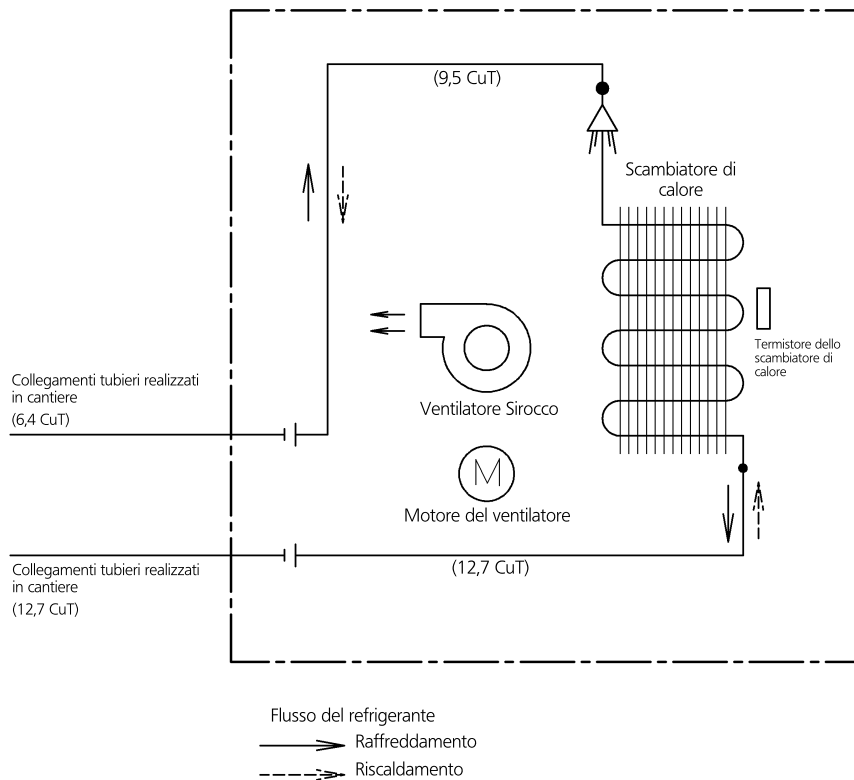 (9,5 CuT)
Scambiatore di
calore
Termistore dello
scambiatore di
calore
Collegamenti tubieri realizzati
in cantiere
(6,4 CuT)
Ventilatore Sirocco
M
Motore del ventilatore
Collegamenti tubieri realizzati
in cantiere
(12,7 CuT)
(12,7 CuT)
Flusso del refrigerante
Raffreddamento
Riscaldamento